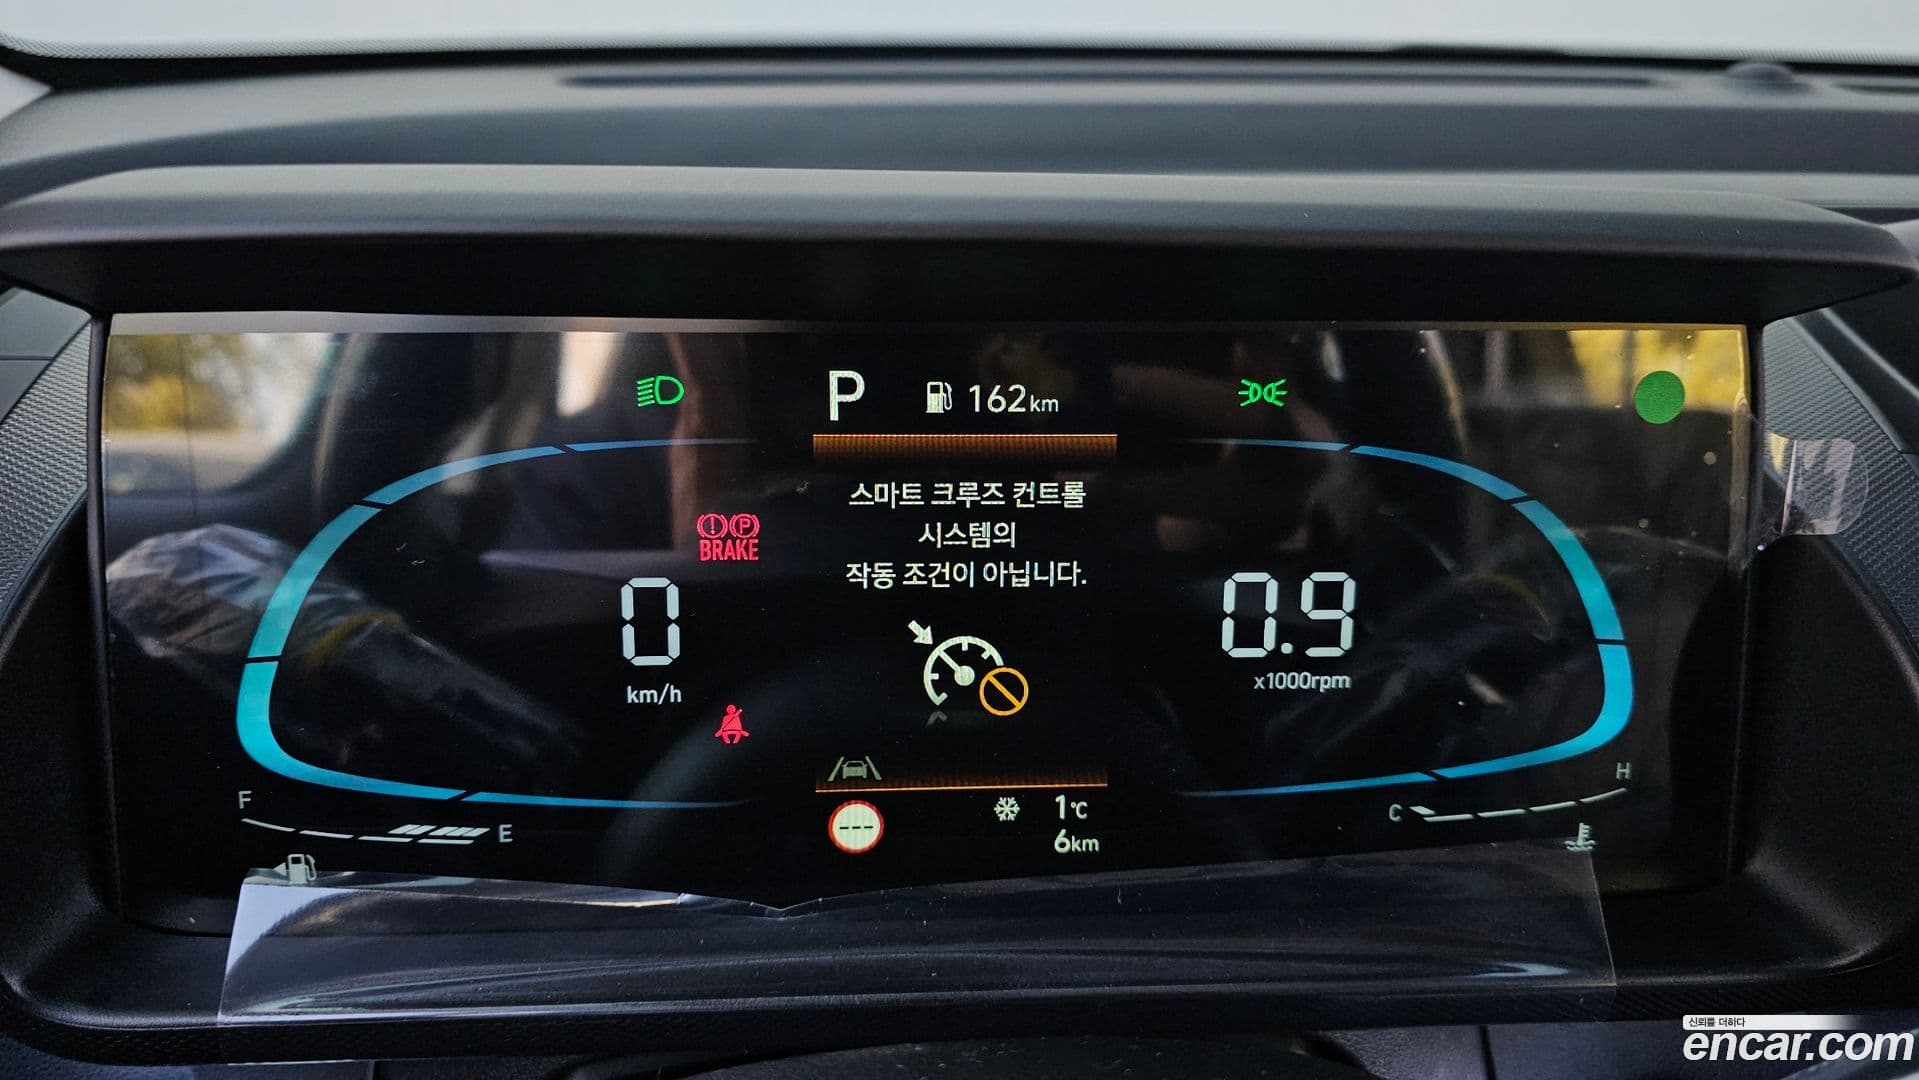 P 162km
스마트 크루즈 컨트롤
시스템의
작동 조건이 아닙니다.
BRAKE
0
km/h
0.9
x1000rpm
F E
C H
---
1℃
6km
신뢰를 더하다
encar.com